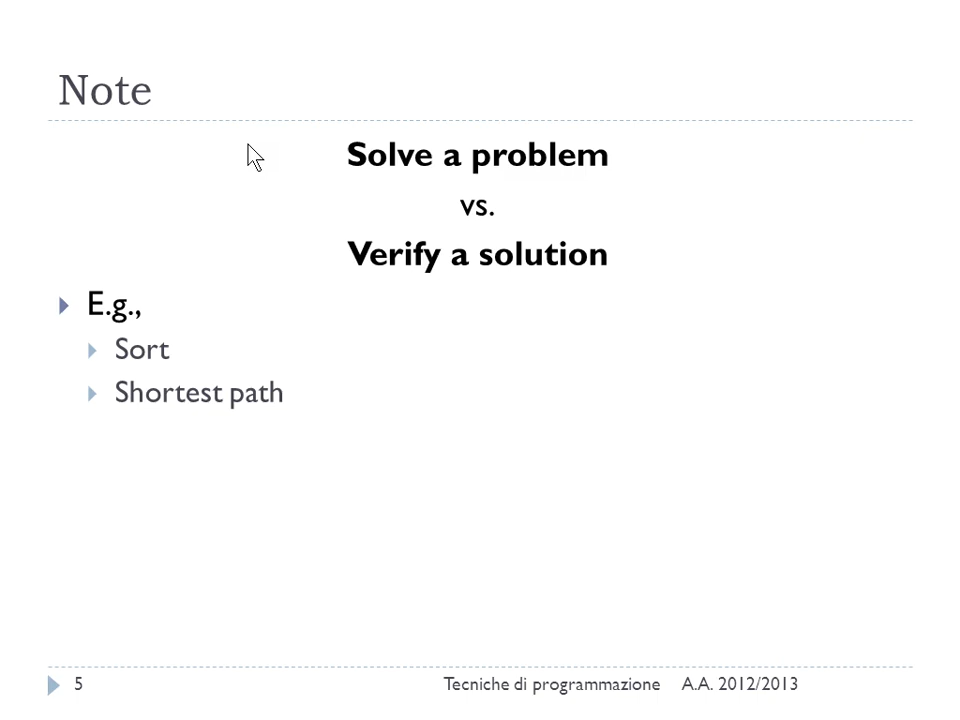 Note
Solve a problem
vs.
Verify a solution
E.g.,
Sort
Shortest path
5 Tecniche di programmazione A.A. 2012/2013